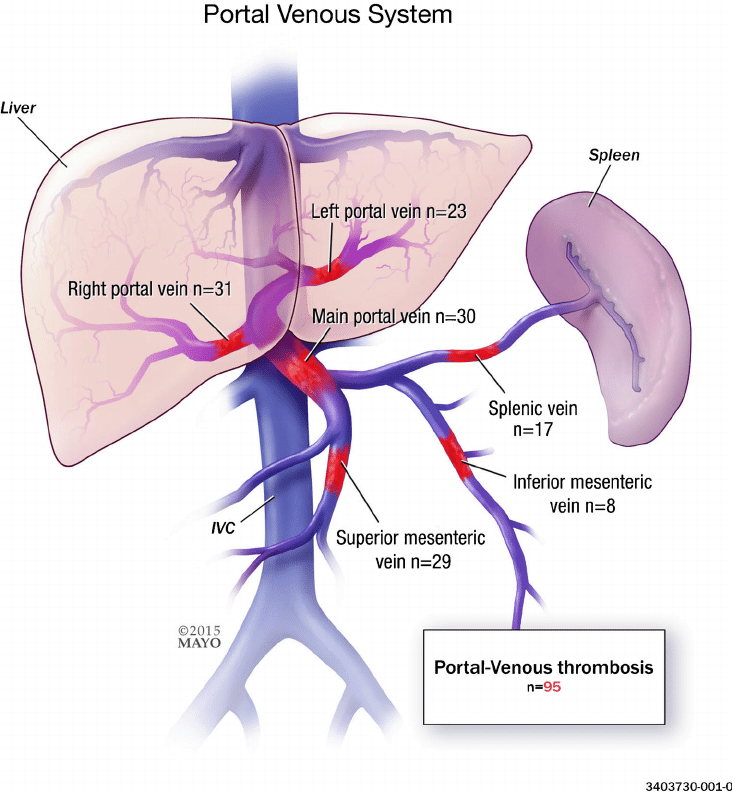 Portal Venous System
Liver
Spleen
Left portal vein n=23
Right portal vein n=31
Main portal vein n=30
Splenic vein
n=17
Inferior mesenteric
vein n=8
IVC
Superior mesenteric
vein n=29
©2015
MAYO
Portal-Venous thrombosis
n=95
3403730-001-0